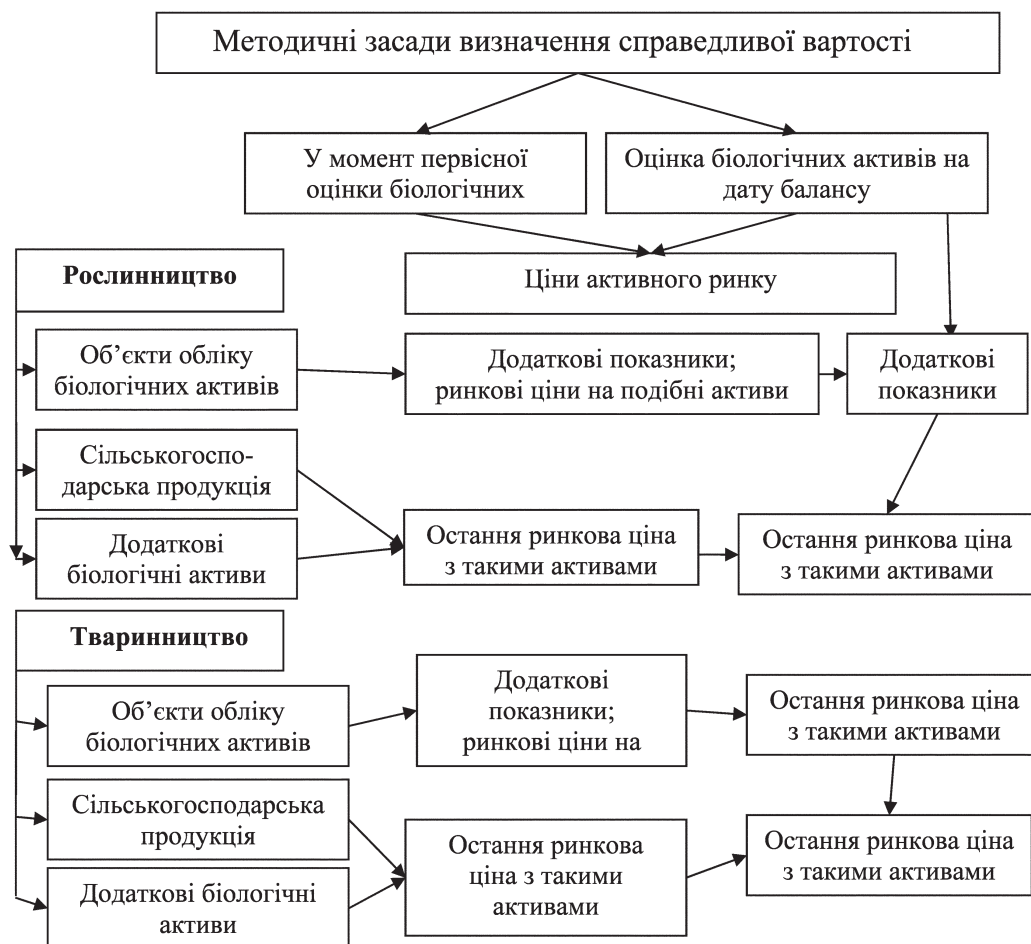 Методичні засади визначення справедливої вартості
У момент первісної
оцінки біологічних
Оцінка біологічних активів на
дату балансу
Рослинництво
Ціни активного ринку
Об’єкти обліку
біологічних активів
Додаткові показники;
ринкові ціни на подібні активи
Додаткові
показники
Сільськогоспо-
дарська продукція
Додаткові
біологічні активи
Остання ринкова ціна
з такими активами
Остання ринкова ціна
з такими активами
Тваринництво
Об’єкти обліку
біологічних активів
Додаткові
показники;
ринкові ціни на
Остання ринкова ціна
з такими активами
Сільськогосподарська
продукція
Додаткові біологічні
активи
Остання ринкова
ціна з такими
активами
Остання ринкова ціна
з такими активами